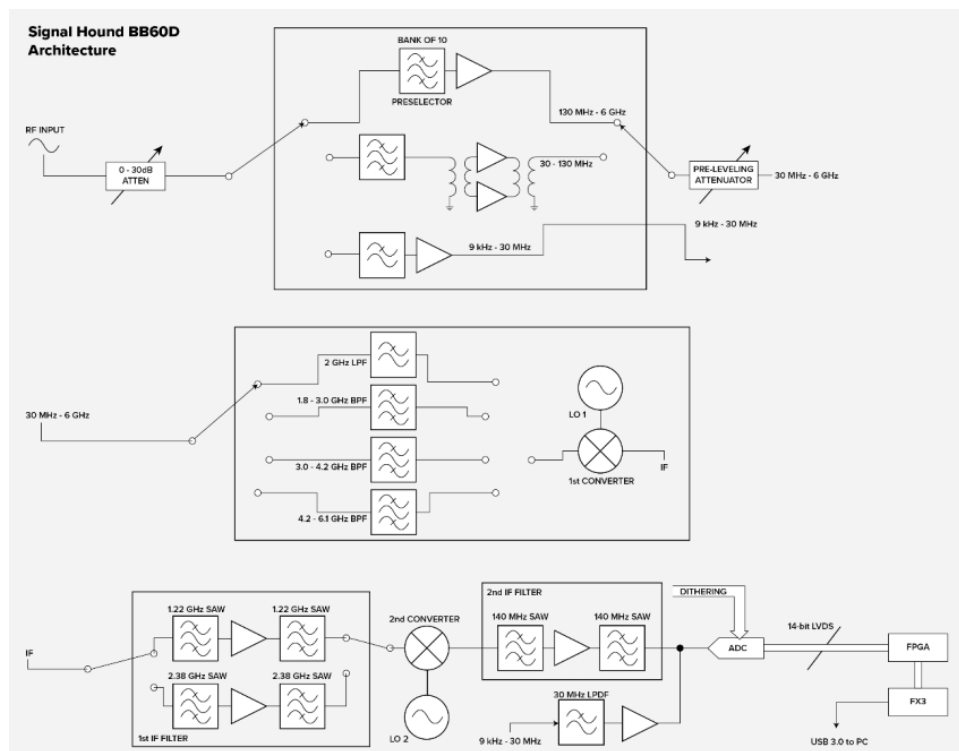 Signal Hound BB60D
Architecture
BANK OF 10
PRESELECTOR
130 MHz - 6 GHz
RF INPUT
0 - 30dB
ATTEN
30 - 130 MHz
PRE-LEVELING
ATTENUATOR
30 MHz - 6 GHz
9 kHz - 30 MHz
9 kHz - 30 MHz
2 GHz LPF
1.8 - 3.0 GHz BPF
30 MHz - 6 GHz
LO 1
3.0 - 4.2 GHz BPF
IF
1st CONVERTER
4.2 - 6.1 GHz BPF
1.22 GHz SAW
1.22 GHz SAW
2nd CONVERTER
2nd IF FILTER
DITHERING
140 MHz SAW
140 MHz SAW
14-bit LVDS
IF
ADC
FPGA
2.38 GHz SAW
2.38 GHz SAW
30 MHz LPDF
FX3
1st IF FILTER
LO 2
9 kHz - 30 MHz
USB 3.0 to PC